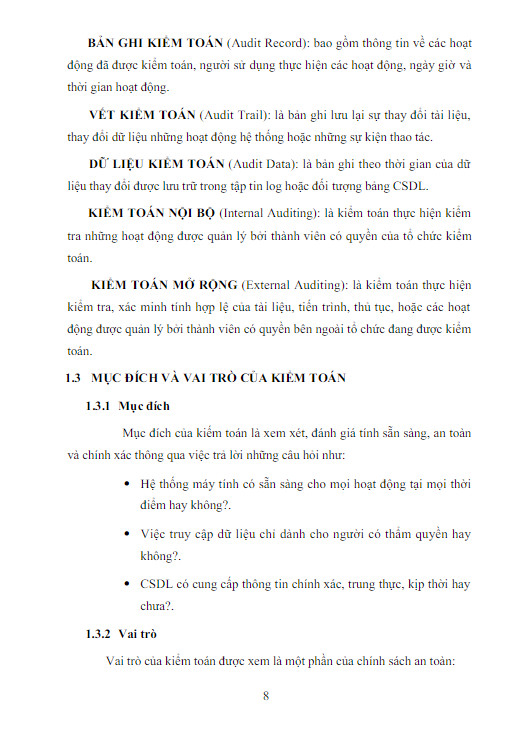 BẢN GHI KIỂM TOÁN (Audit Record): bao gồm thông tin về các hoạt
động đã được kiểm toán, người sử dụng thực hiện các hoạt động, ngày giờ và
thời gian hoạt động.
VẾT KIỂM TOÁN (Audit Trail): là bản ghi lưu lại sự thay đổi tài liệu,
thay đổi dữ liệu những hoạt động hệ thống hoặc những sự kiện thao tác.
DỮ LIỆU KIỂM TOÁN (Audit Data): là bản ghi theo thời gian của dữ
liệu thay đổi được lưu trữ trong tập tin log hoặc đối tượng bảng CSDL.
KIỂM TOÁN NỘI BỘ (Internal Auditing): là kiểm toán thực hiện kiểm
tra những hoạt động được quản lý bởi thành viên có quyền của tổ chức kiểm
toán.
KIỂM TOÁN MỞ RỘNG (External Auditing): là kiểm toán thực hiện
kiểm tra, xác minh tính hợp lệ của tài liệu, tiến trình, thủ tục, hoặc các hoạt
động được quản lý bởi thành viên có quyền bên ngoài tổ chức đang được kiểm
toán.
1.3 MỤC ĐÍCH VÀ VAI TRÒ CỦA KIỂM TOÁN
1.3.1 Mục đích
Mục đích của kiểm toán là xem xét, đánh giá tính sẵn sàng, an toàn
và chính xác thông qua việc trả lời những câu hỏi như:
• Hệ thống máy tính có sẵn sàng cho mọi hoạt động tại mọi thời
điểm hay không?.
• Việc truy cập dữ liệu chỉ dành cho người có thẩm quyền hay
không?.
• CSDL có cung cấp thông tin chính xác, trung thực, kịp thời hay
chưa?.
1.3.2 Vai trò
Vai trò của kiểm toán được xem là một phần của chính sách an toàn:
8